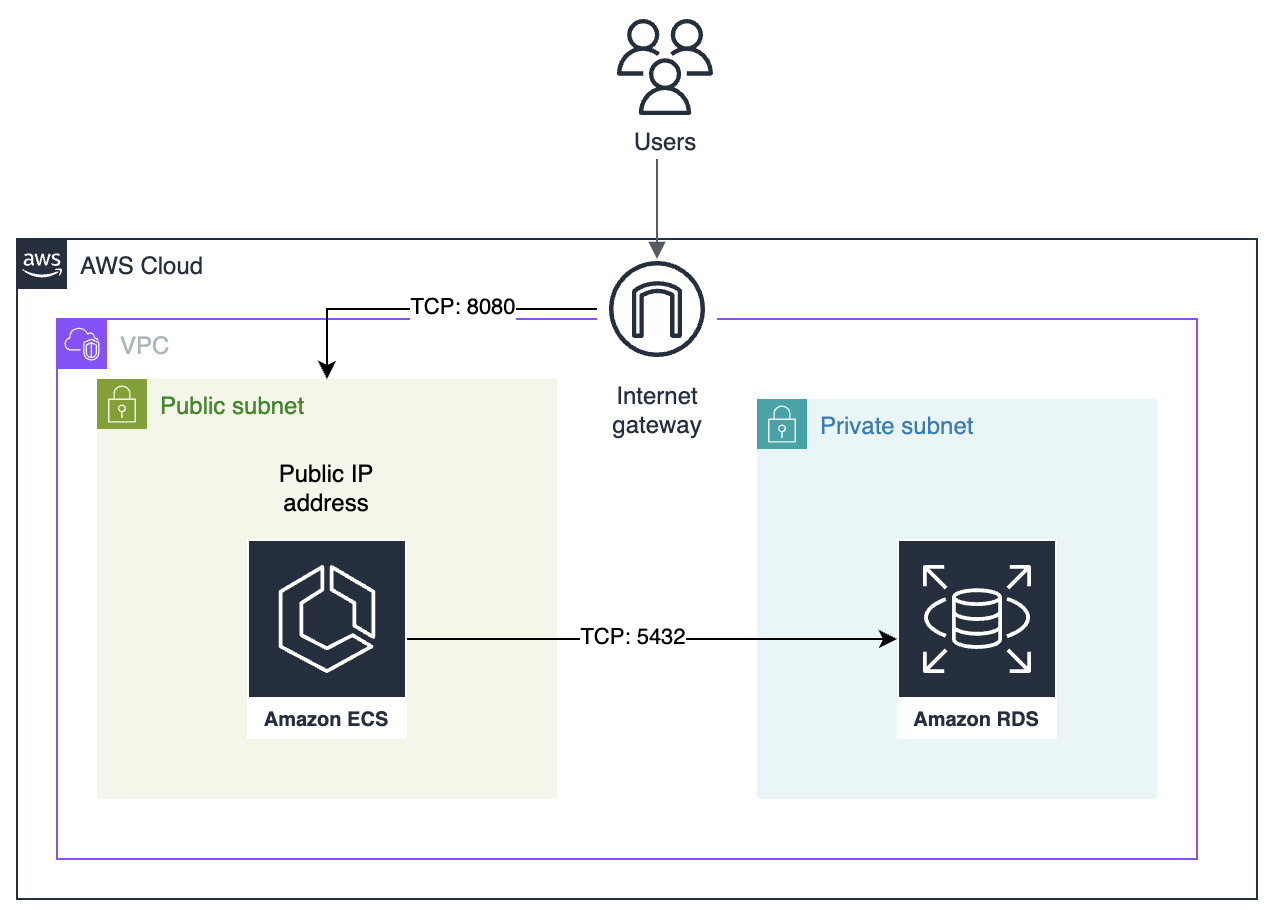 Users
aws
AWS Cloud
TCP: 8080
VPC
Public subnet
Internet
gateway
Private subnet
Public IP
address
TCP: 5432
Amazon ECS
Amazon RDS